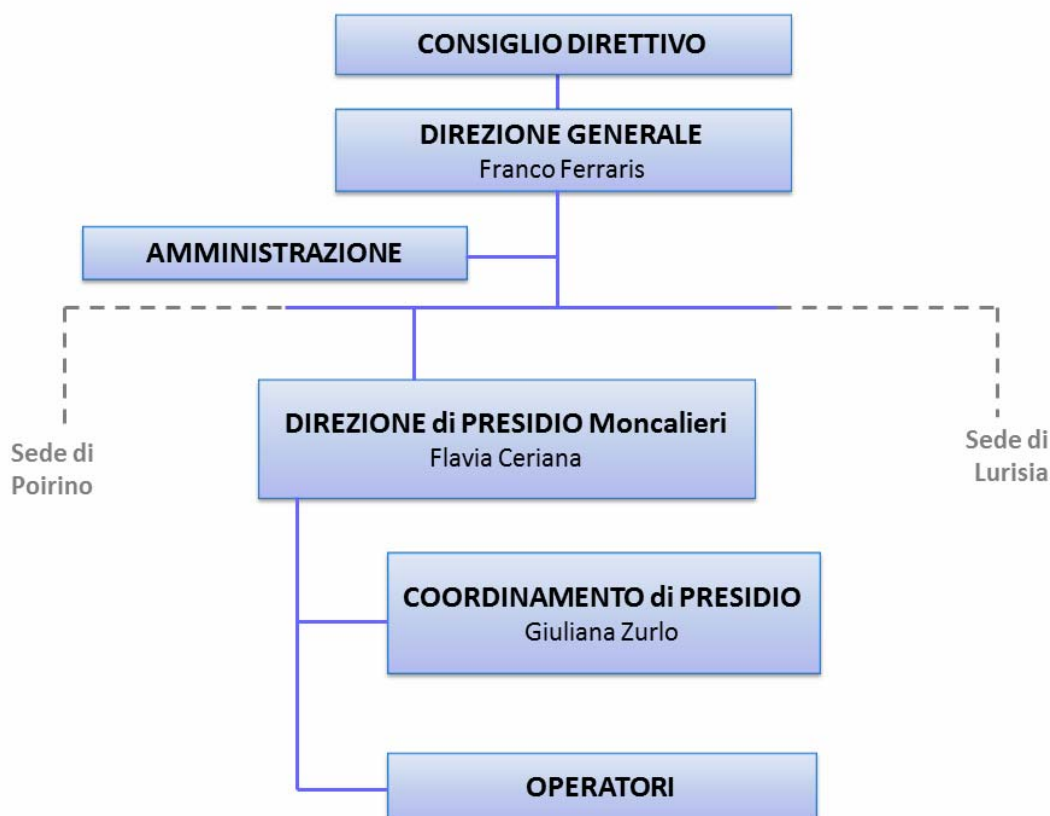 CONSIGLIO DIRETTIVO
DIREZIONE GENERALE
Franco Ferraris
AMMINISTRAZIONE
DIREZIONE di PRESIDIO Moncalieri
Flavia Ceriana
Sede di
Poirino
Sede di
Lurisia
COORDINAMENTO di PRESIDIO
Giuliana Zurlo
OPERATORI